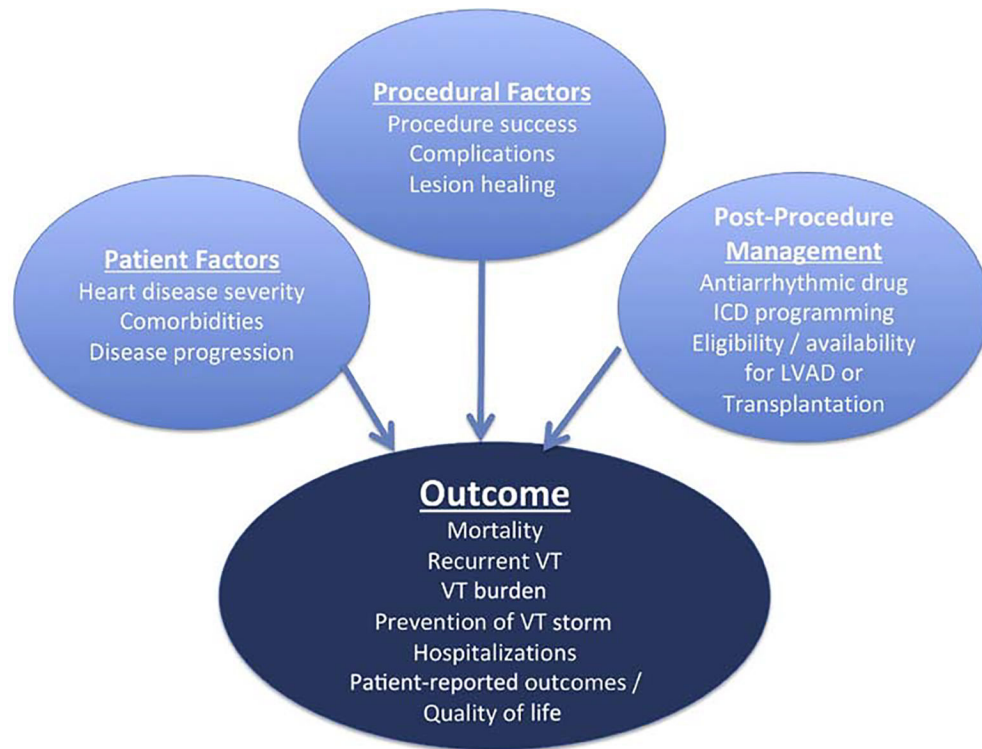 Procedural Factors
Procedure success
Complications
Lesion healing
Patient Factors
Heart disease severity
Comorbidities
Disease progression
Post-Procedure
Management
Antiarrhythmic drug
ICD programming
Eligibility / availability
for LVAD or
Transplantation
Outcome
Mortality
Recurrent VT
VT burden
Prevention of VT storm
Hospitalizations
Patient-reported outcomes /
Quality of life